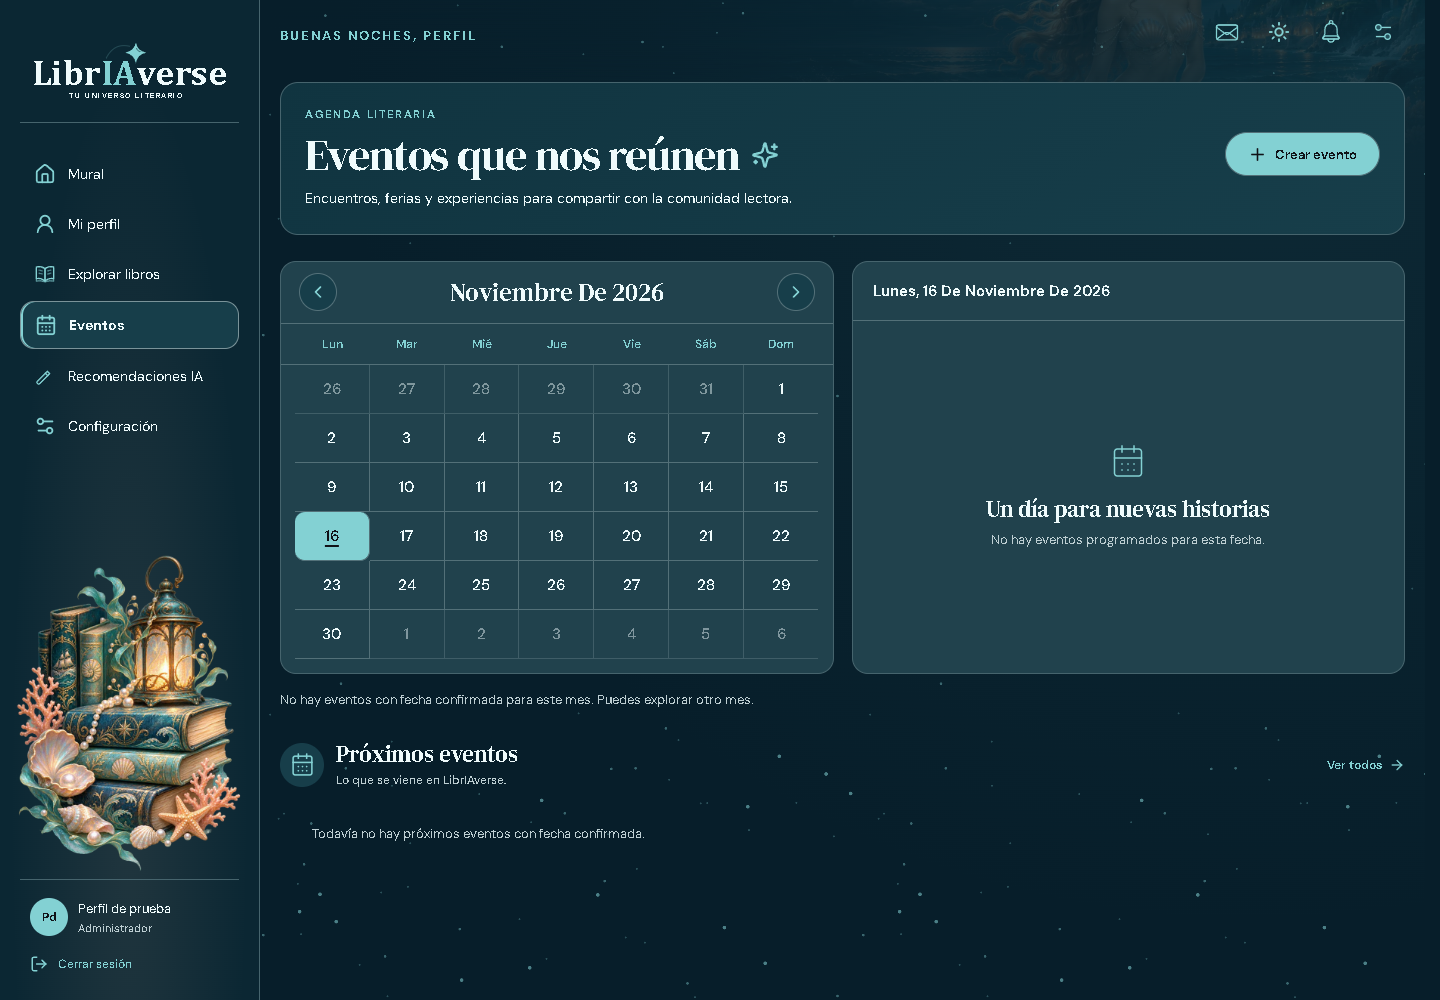 LibrIAverse
TU UNIVERSO LITERARIO
Mural
Mi perfil
Explorar libros
Eventos
Recomendaciones IA
Configuración
Pd
Perfil de prueba
Administrador
Cerrar sesión
BUENAS NOCHES, PERFIL
AGENDA LITERARIA
Eventos que nos reúnen
Encuentros, ferias y experiencias para compartir con la comunidad lectora.
Crear evento
Noviembre De 2026
Lun Mar Mié Jue Vie Sáb Dom
26 27 28 29 30 31 1
2 3 4 5 6 7 8
9 10 11 12 13 14 15
16 17 18 19 20 21 22
23 24 25 26 27 28 29
30 1 2 3 4 5 6
Lunes, 16 De Noviembre De 2026
Un día para nuevas historias
No hay eventos programados para esta fecha.
No hay eventos con fecha confirmada para este mes. Puedes explorar otro mes.
Próximos eventos
Lo que se viene en LibrIAverse.
Ver todos
Todavía no hay próximos eventos con fecha confirmada.